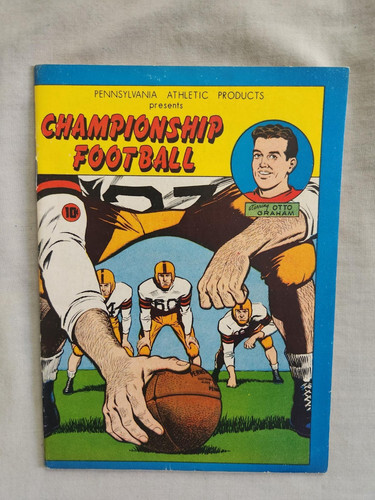 PENNSYLVANIA ATHLETIC PRODUCTS
presents
CHAMPIONSHIP
FOOTBALL
10¢
Starring OTTO
GRAHAM
60